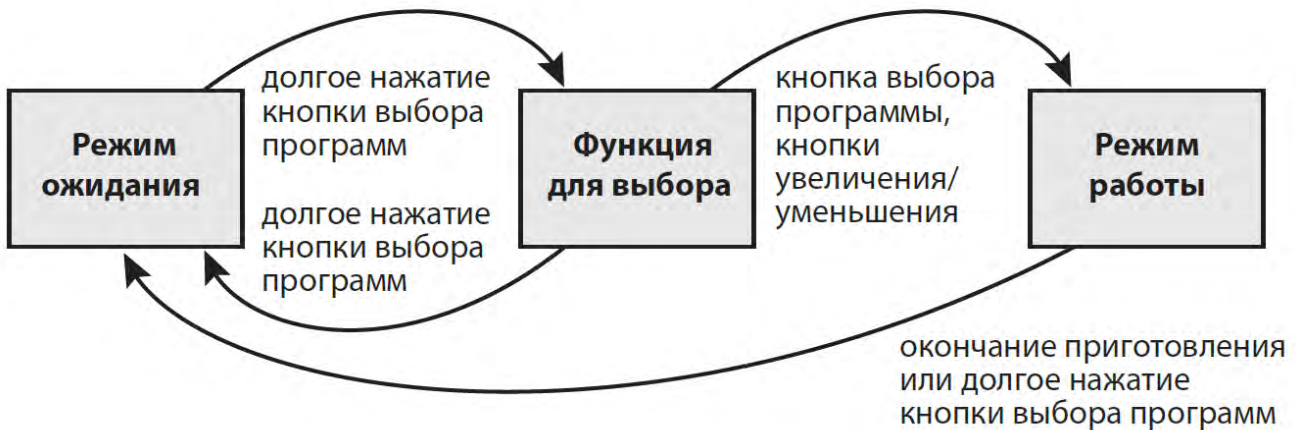 долгое нажатие
кнопки выбора
программ
кнопка выбора
программы,
кнопки
увеличения/
уменьшения
Режим
ожидания
Функция
для выбора
Режим
работы
долгое нажатие
кнопки выбора
программ
окончание приготовления
или долгое нажатие
кнопки выбора программ